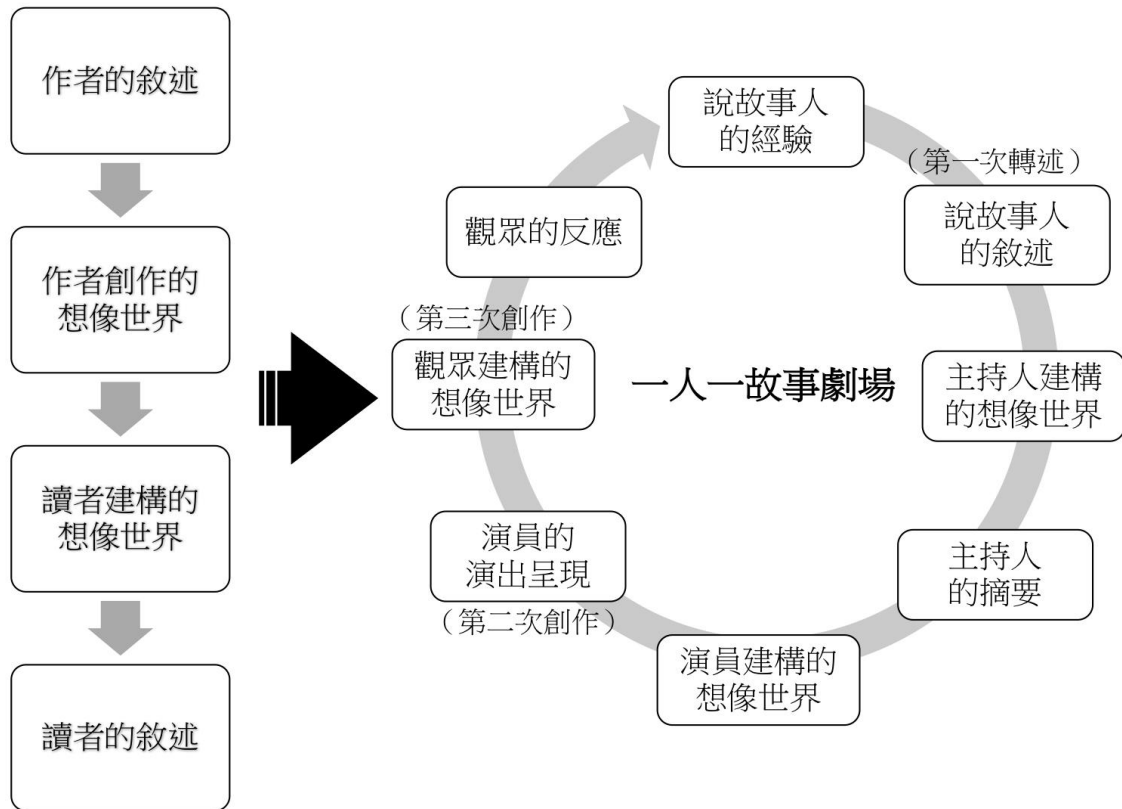 作者的敘述
作者創作的
想像世界
讀者建構的
想像世界
讀者的敘述
說故事人
的經驗
（第一次轉述）
說故事人
的敘述
主持人建構
的想像世界
主持人
的摘要
演員建構的
想像世界
演員的
演出呈現
（第二次創作）
（第三次創作）
觀眾建構的
想像世界
觀眾的反應
一人一故事劇場